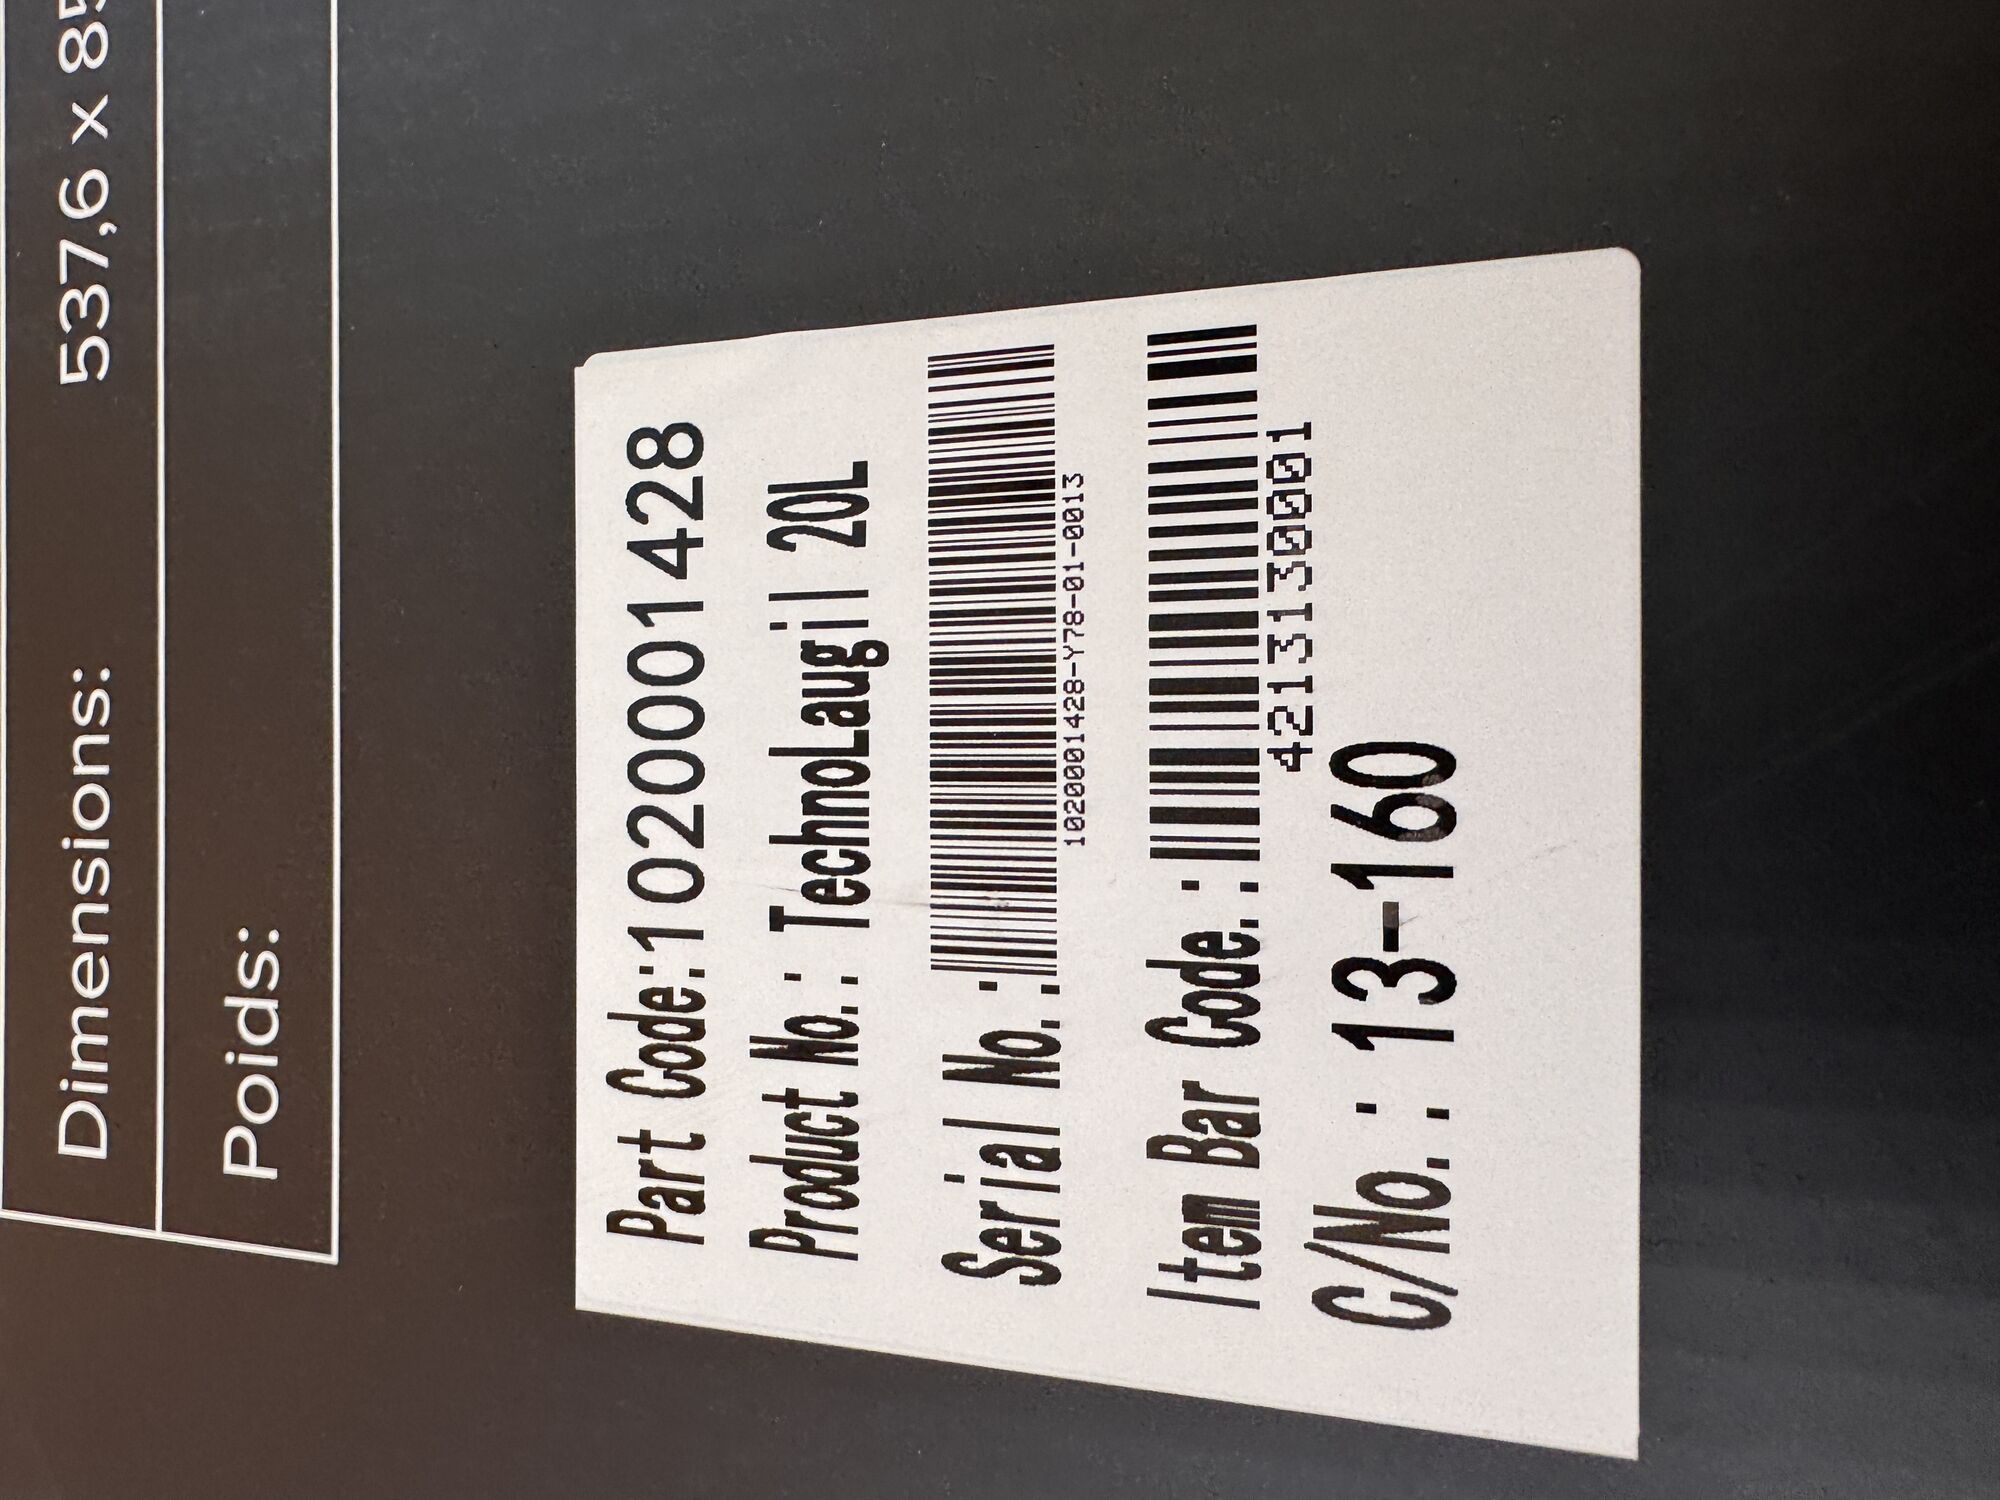 Dimensions: 537,6 x 85
Poids:
Part Code:1020001428
Product No.: TechnoLaugil 20L
Serial No.:
1020001428-Y78-01-0013
Item Bar Code.:
4213130001
C/No.: 13-160